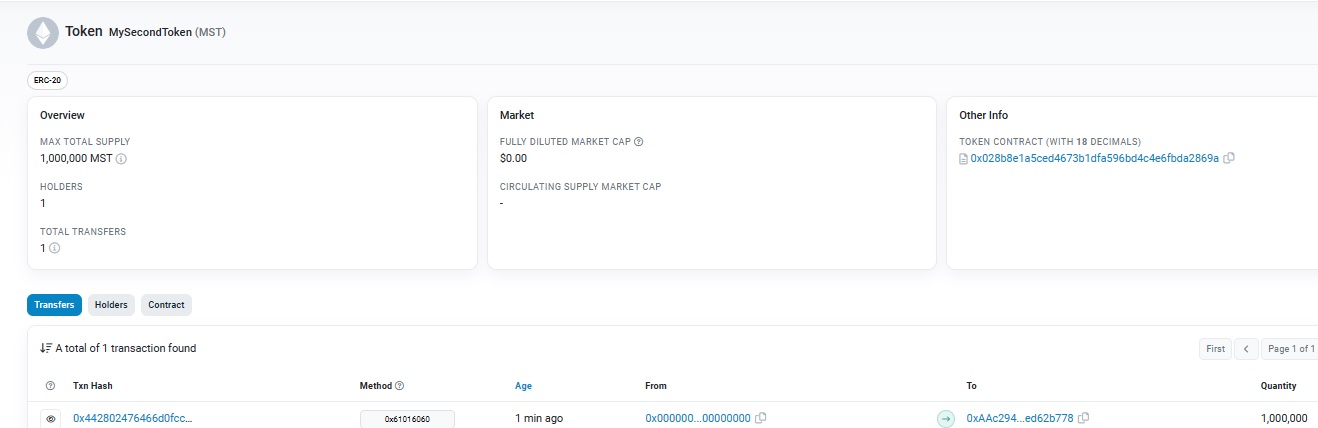 Token MySecondToken (MST)
ERC-20
Overview
MAX TOTAL SUPPLY
1,000,000 MST
HOLDERS
1
TOTAL TRANSFERS
1
Market
FULLY DILUTED MARKET CAP
$0.00
CIRCULATING SUPPLY MARKET CAP
-
Other Info
TOKEN CONTRACT (WITH 18 DECIMALS)
0x028b8e1a5ced4673b1dfa596bd4c4e6fbda2869a
Transfers Holders Contract
A total of 1 transaction found
First Page 1 of 1
Txn Hash Method Age From To Quantity
0x442802476466d0fcc... 0x61016060 1 min ago 0x000000...00000000 0xAAc294...ed62b778 1,000,000